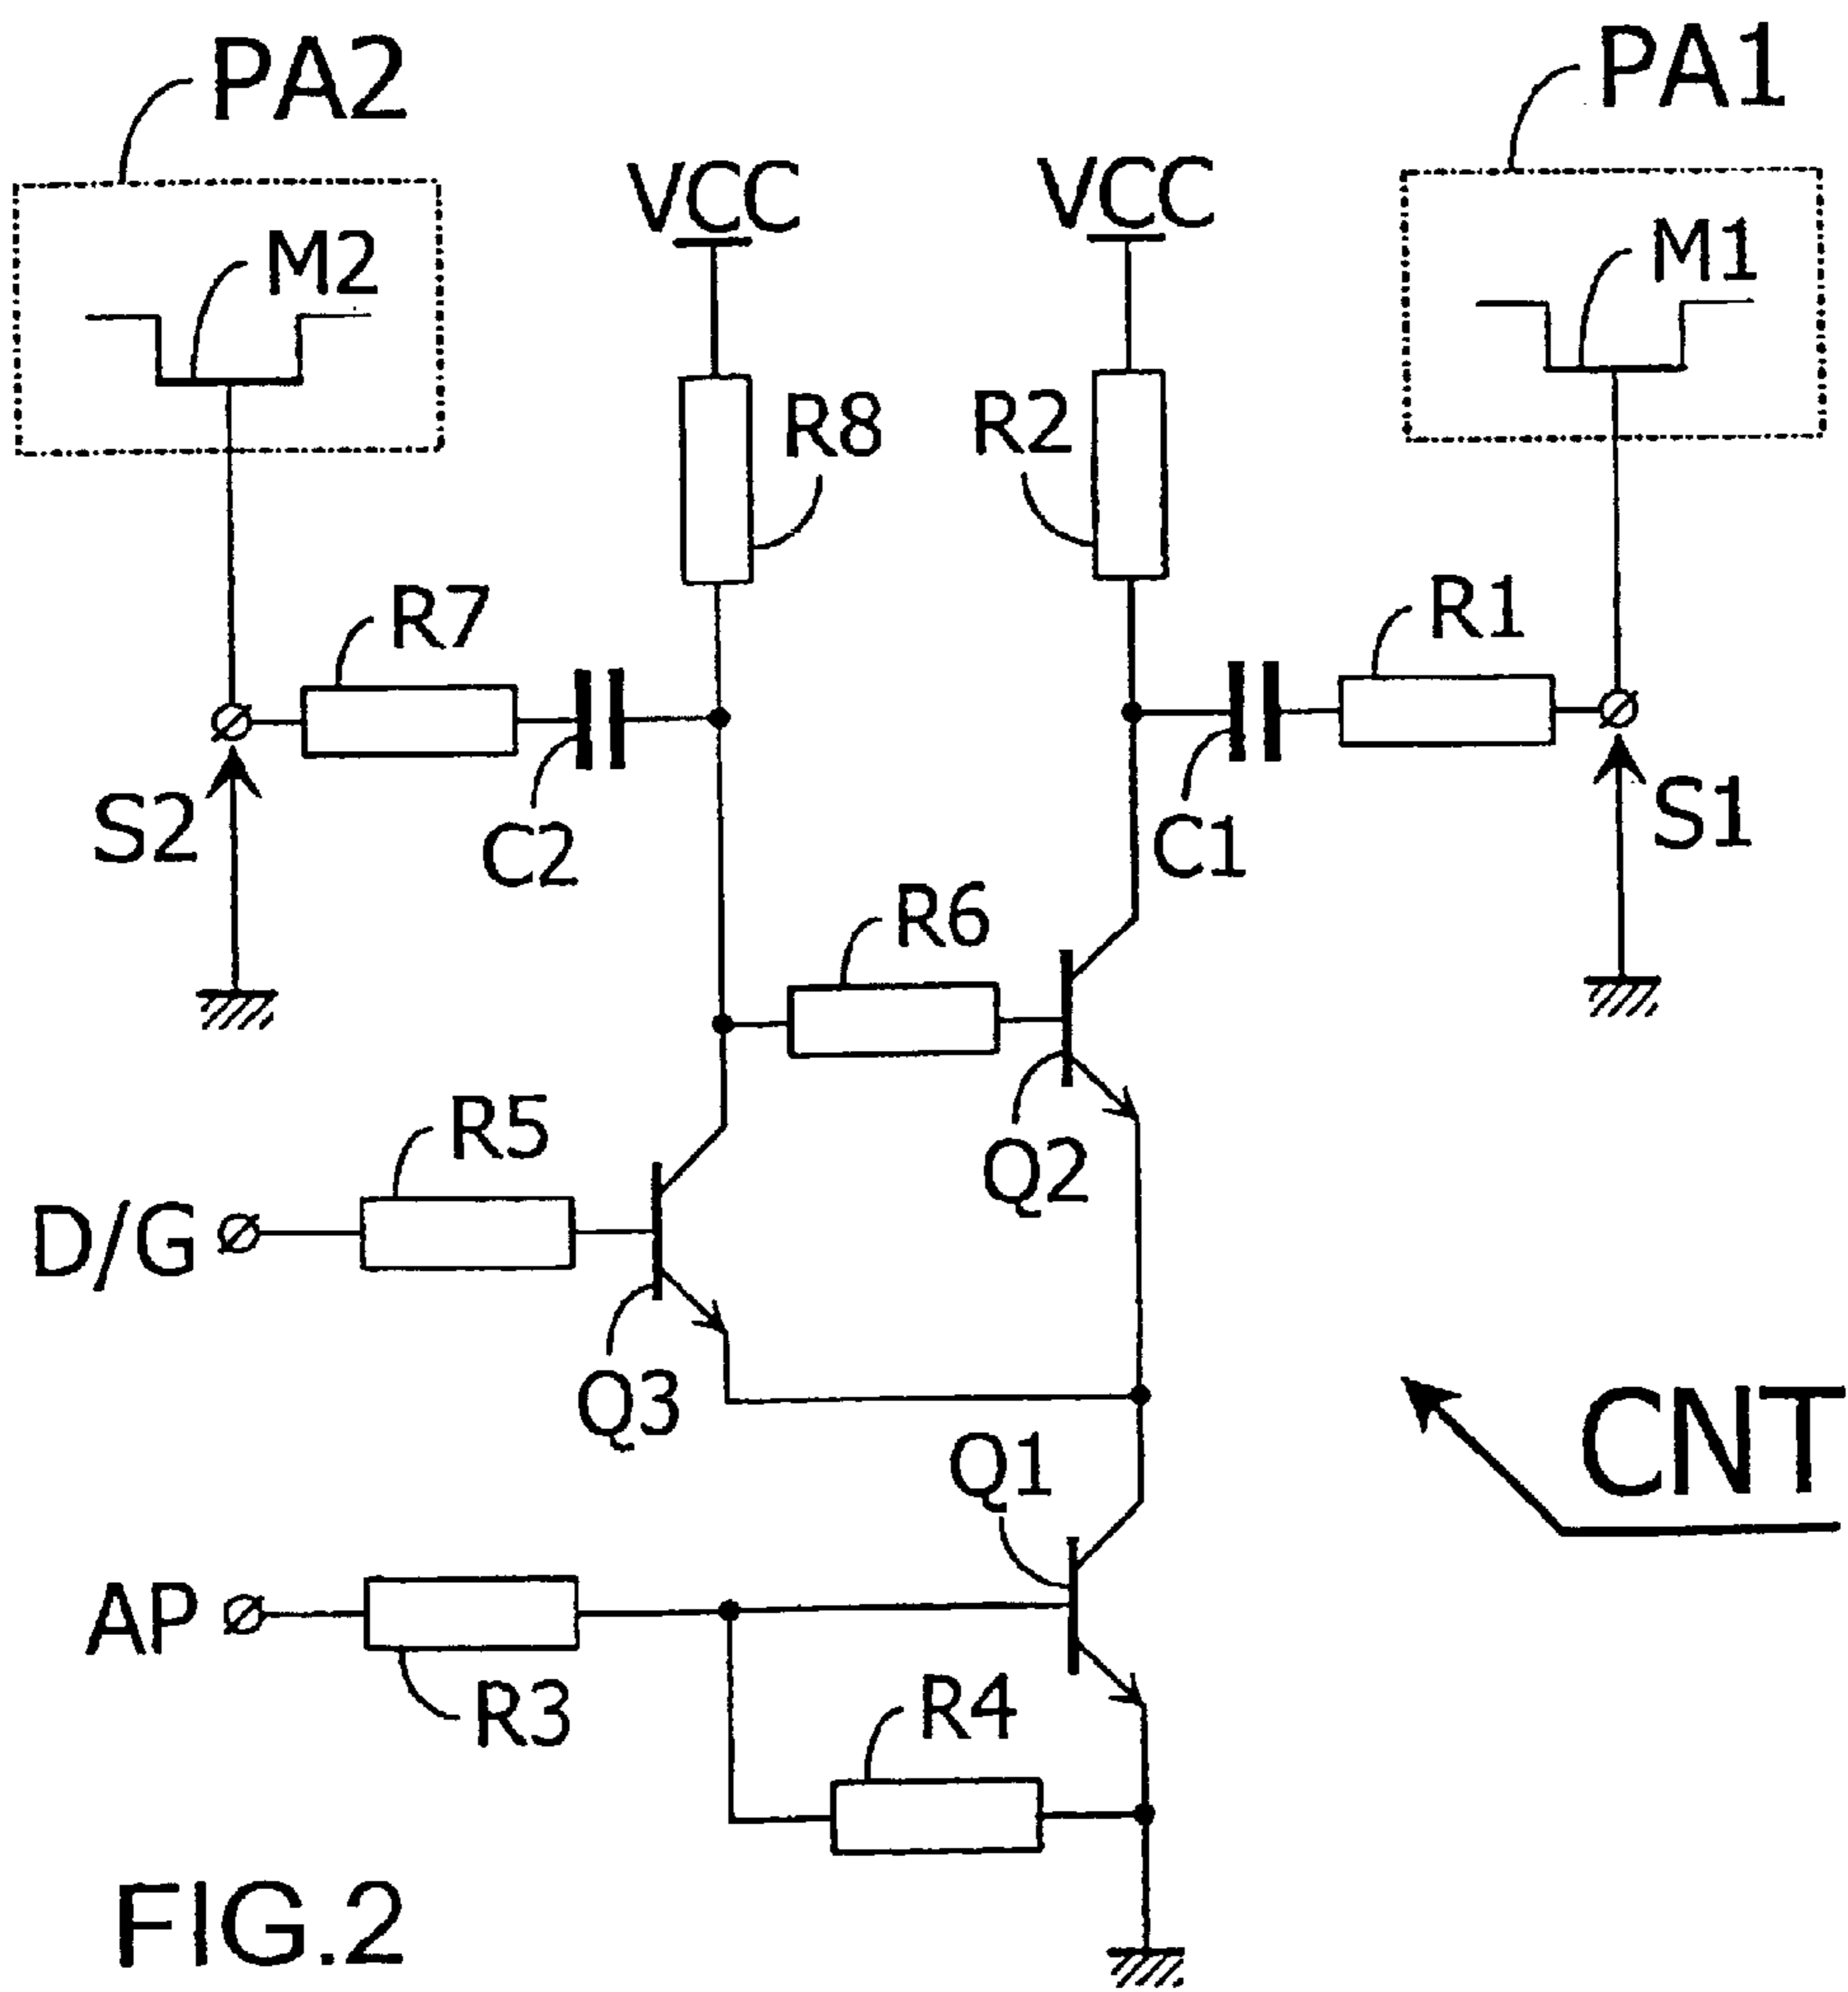 PA2
PA1
VCC
VCC
M2
M1
R8
R2
R7
R1
S2
C2
C1
S1
R6
R5
Q2
D/G
Q3
Q1
CNT
AP
R3
R4
FIG.2